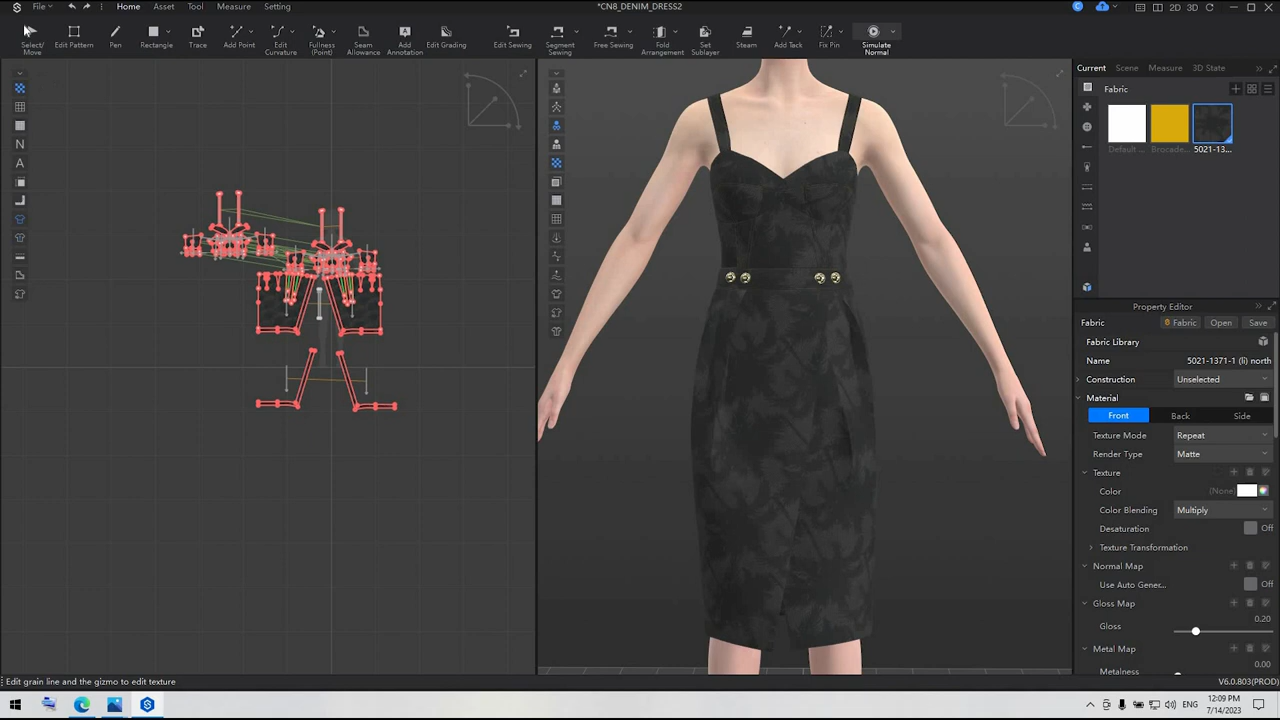 File
Home
Asset
Tool
Measure
Setting
*CN8_DENIM_DRESS2
2D
3D
Select/
Move
Edit Pattern
Pen
Rectangle
Trace
Add Point
Edit
Curvature
Fullness
(Point)
Seam
Allowance
Add
Annotation
Edit Grading
Edit Sewing
Segment
Sewing
Free Sewing
Fold
Arrangement
Set
Sublayer
Steam
Add Tack
Fix Pin
Simulate
Normal
Current
Scene
Measure
3D State
Fabric
Default ...
Brocade...
5021-13...
Property Editor
Fabric
Fabric
Open
Save
Fabric Library
Name
5021-1371-1 (li) north
Construction
Unselected
Material
Front
Back
Side
Texture Mode
Repeat
Render Type
Matte
Texture
Color
(None)
Color Blending
Multiply
Desaturation
Off
Texture Transformation
Normal Map
Use Auto Gener...
Off
Gloss Map
Gloss
0.20
Metal Map
Metalness
0.00
Edit grain line and the gizmo to edit texture
V6.0.803(PROD)
ENG
12:09 PM
7/14/2023